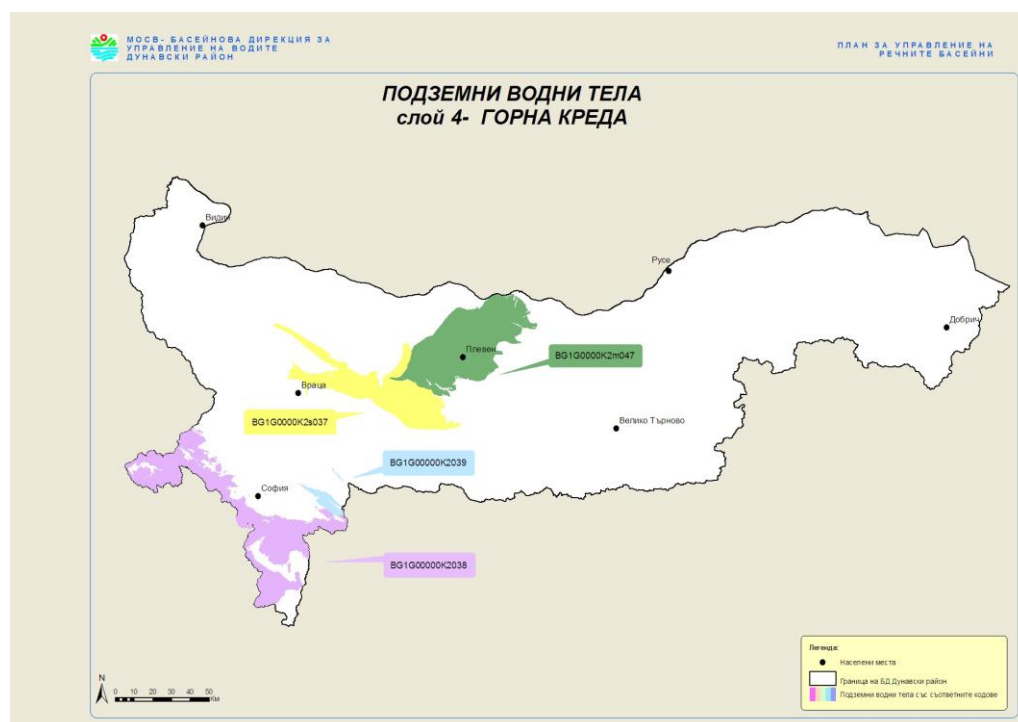 МОСВ- БАСЕЙНОВА ДИРЕКЦИЯ ЗА
УПРАВЛЕНИЕ НА ВОДИТЕ
ДУНАВСКИ РАЙОН
ПЛАН ЗА УПРАВЛЕНИЕ НА
РЕЧНИТЕ БАСЕЙНИ
ПОДЗЕМНИ ВОДНИ ТЕЛА
слой 4- ГОРНА КРЕДА
Видин
Русе
Добрич
Плевен
BG1G0000K2m047
Враца
BG1G0000K2s037
Велико Търново
BG1G00000K2039
София
BG1G00000K2038
Легенда:
Населени места
Граница на БД Дунавски район
Подземни водни тела със съответните кодове
N
0 10 20 30 40 50
Км